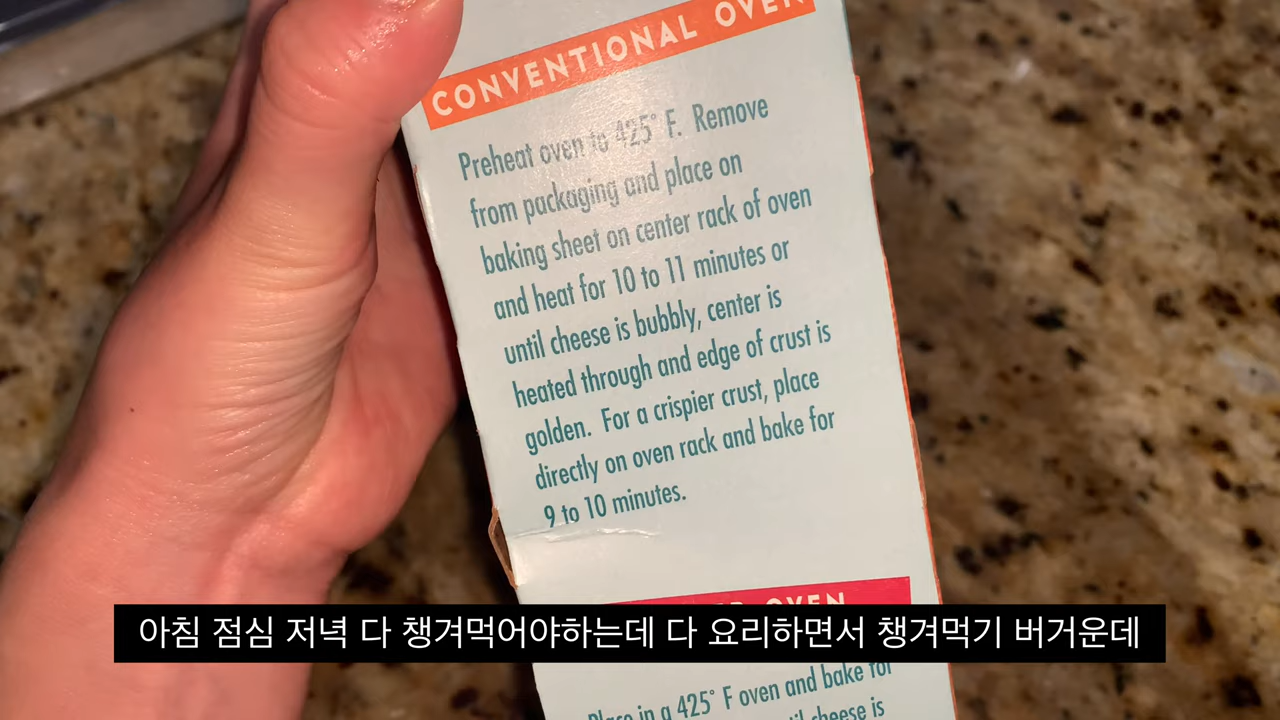 CONVENTIONAL OVEN
Preheat oven to 425° F. Remove
from packaging and place on
baking sheet on center rack of oven
and heat for 10 to 11 minutes or
until cheese is bubbly, center is
heated through and edge of crust is
golden. For a crispier crust, place
directly on oven rack and bake for
9 to 10 minutes.
OVEN
아침 점심 저녁 다 챙겨먹어야하는데 다 요리하면서 챙겨먹기 버거운데
Place in a 425° F oven and bake for
until cheese is